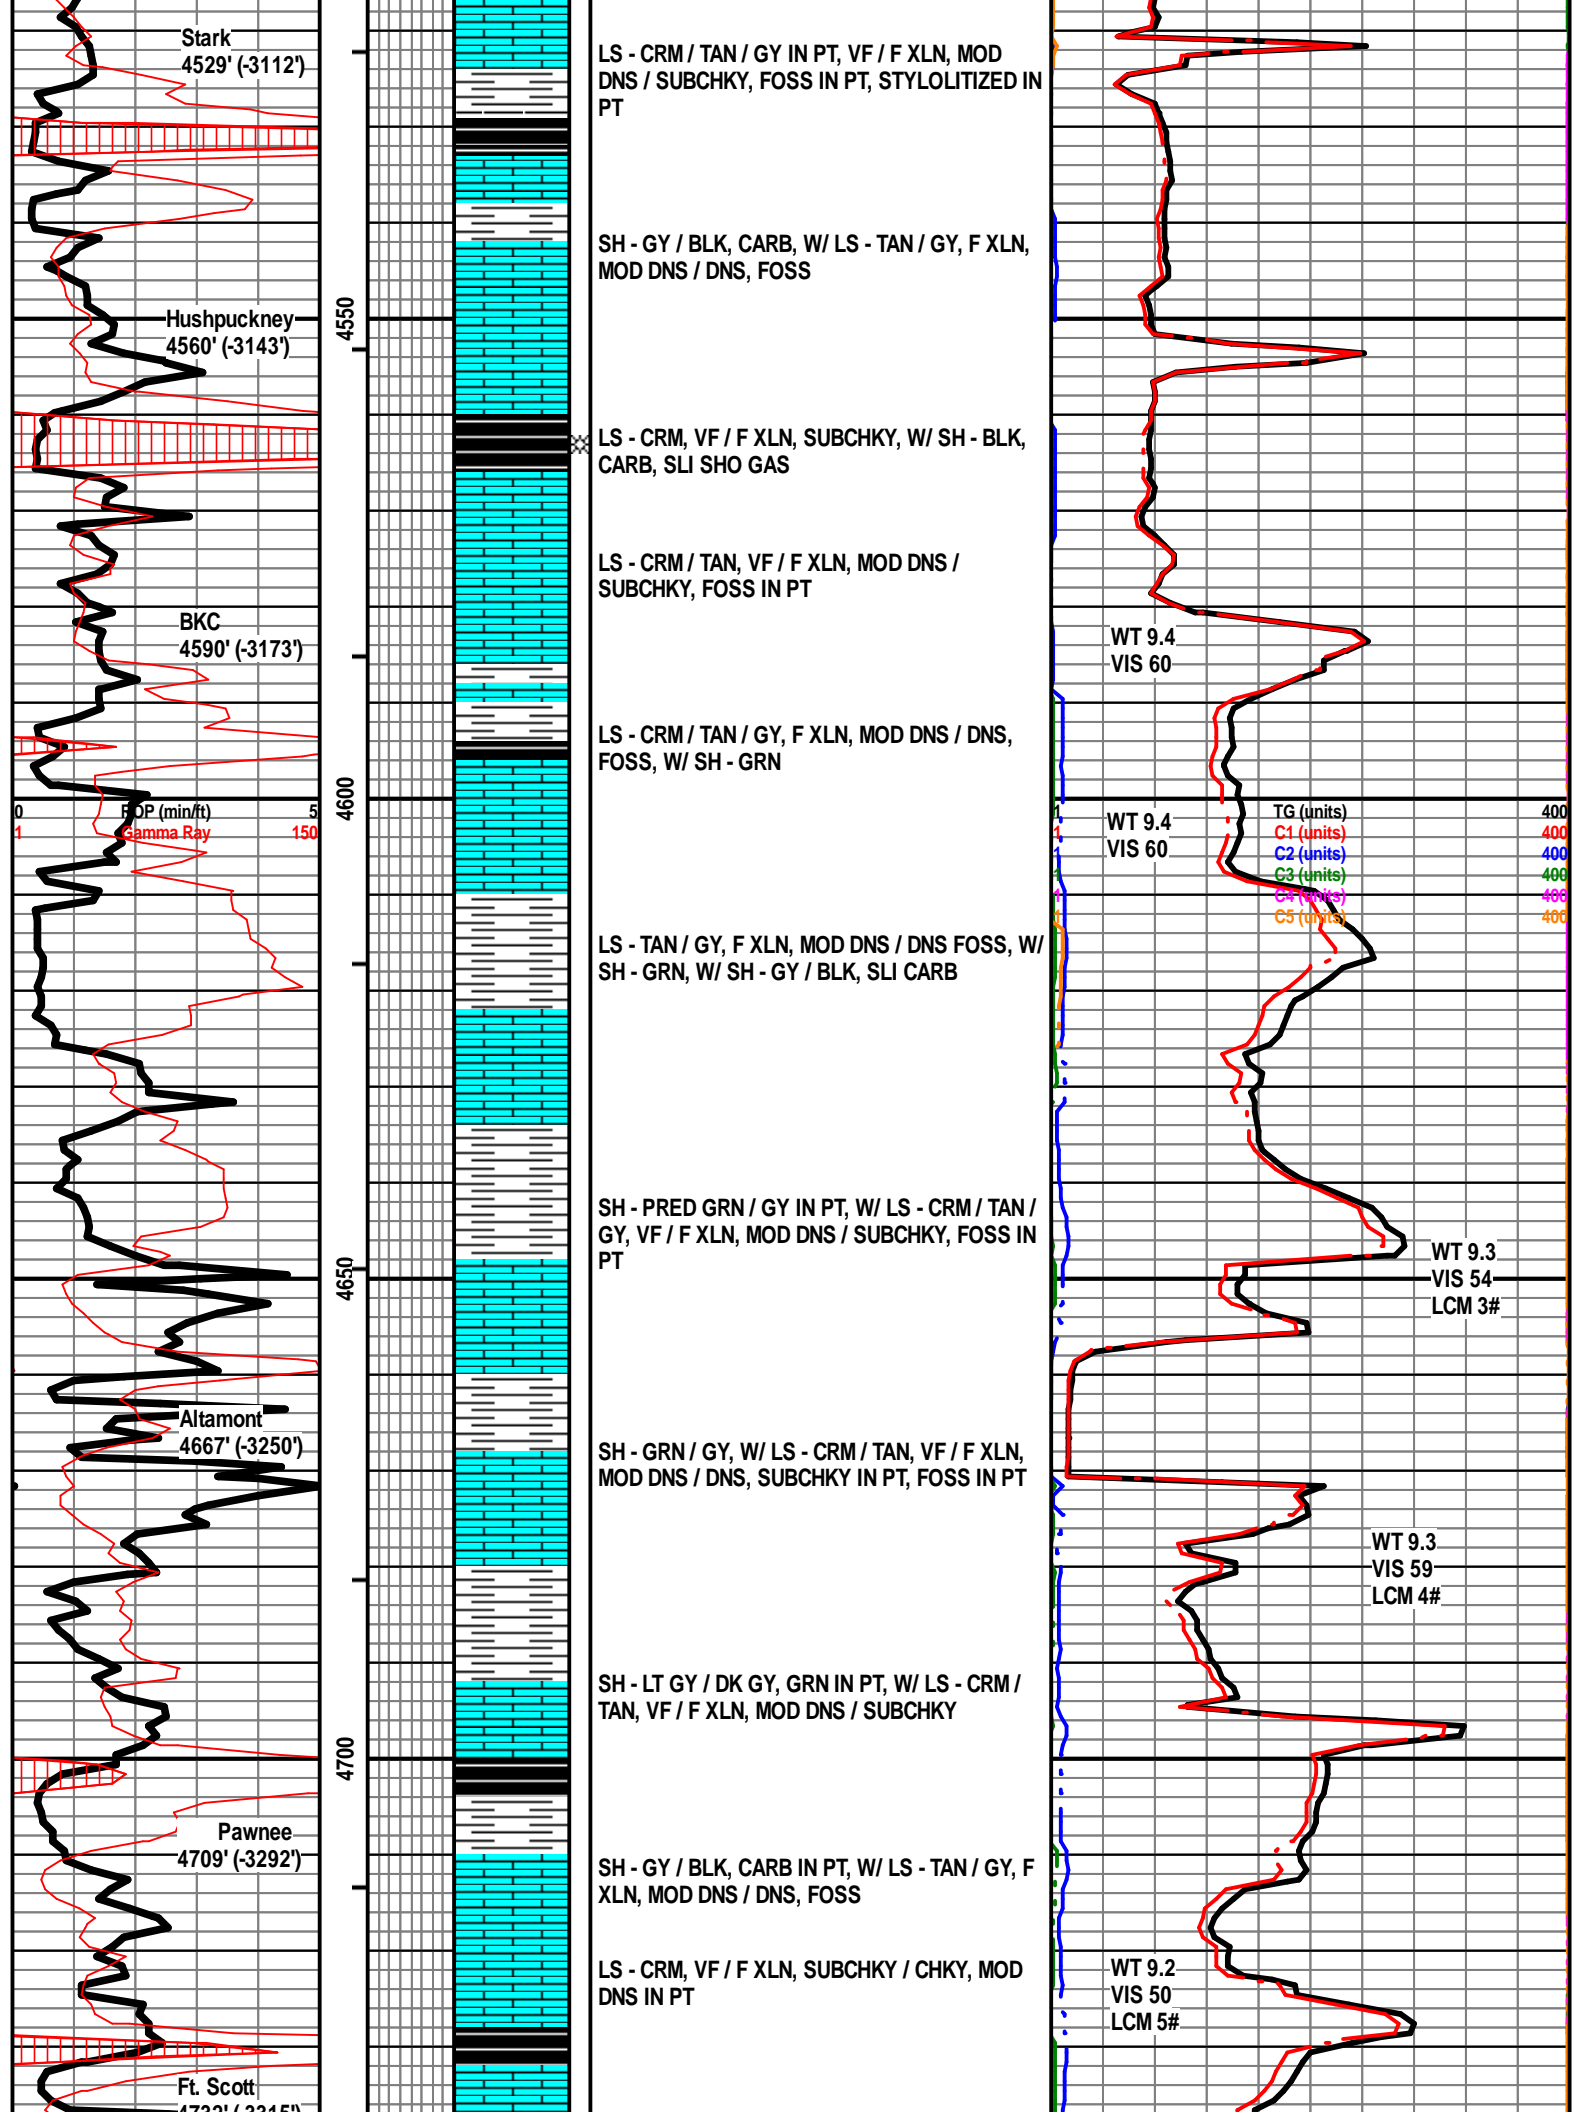 Stark
4529' (-3112')
LS - CRM / TAN / GY IN PT, VF / F XLN, MOD
DNS / SUBCHKY, FOSS IN PT, STYLOLITIZED IN
PT
SH - GY / BLK, CARB, W/ LS - TAN / GY, F XLN,
MOD DNS / DNS, FOSS
Hushpuckney
4560' (-3143')
4550
LS - CRM, VF / F XLN, SUBCHKY, W/ SH - BLK,
CARB, SLI SHO GAS
LS - CRM / TAN, VF / F XLN, MOD DNS /
SUBCHKY, FOSS IN PT
BKC
4590' (-3173')
WT 9.4
VIS 60
LS - CRM / TAN / GY, F XLN, MOD DNS / DNS,
FOSS, W/ SH - GRN
0 ROP (min/ft) 5
1 Gamma Ray 150
4600
WT 9.4
VIS 60
1 TG (units) 400
1 C1 (units) 400
1 C2 (units) 400
1 C3 (units) 400
1 C4 (units) 400
1 C5 (units) 400
LS - TAN / GY, F XLN, MOD DNS / DNS FOSS, W/
SH - GRN, W/ SH - GY / BLK, SLI CARB
SH - PRED GRN / GY IN PT, W/ LS - CRM / TAN /
GY, VF / F XLN, MOD DNS / SUBCHKY, FOSS IN
PT
4650
WT 9.3
VIS 54
LCM 3#
Altamont
4667' (-3250')
SH - GRN / GY, W/ LS - CRM / TAN, VF / F XLN,
MOD DNS / DNS, SUBCHKY IN PT, FOSS IN PT
WT 9.3
VIS 59
LCM 4#
SH - LT GY / DK GY, GRN IN PT, W/ LS - CRM /
TAN, VF / F XLN, MOD DNS / SUBCHKY
4700
Pawnee
4709' (-3292')
SH - GY / BLK, CARB IN PT, W/ LS - TAN / GY, F
XLN, MOD DNS / DNS, FOSS
LS - CRM, VF / F XLN, SUBCHKY / CHKY, MOD
DNS IN PT
WT 9.2
VIS 50
LCM 5#
Ft. Scott
4732' (-3315')